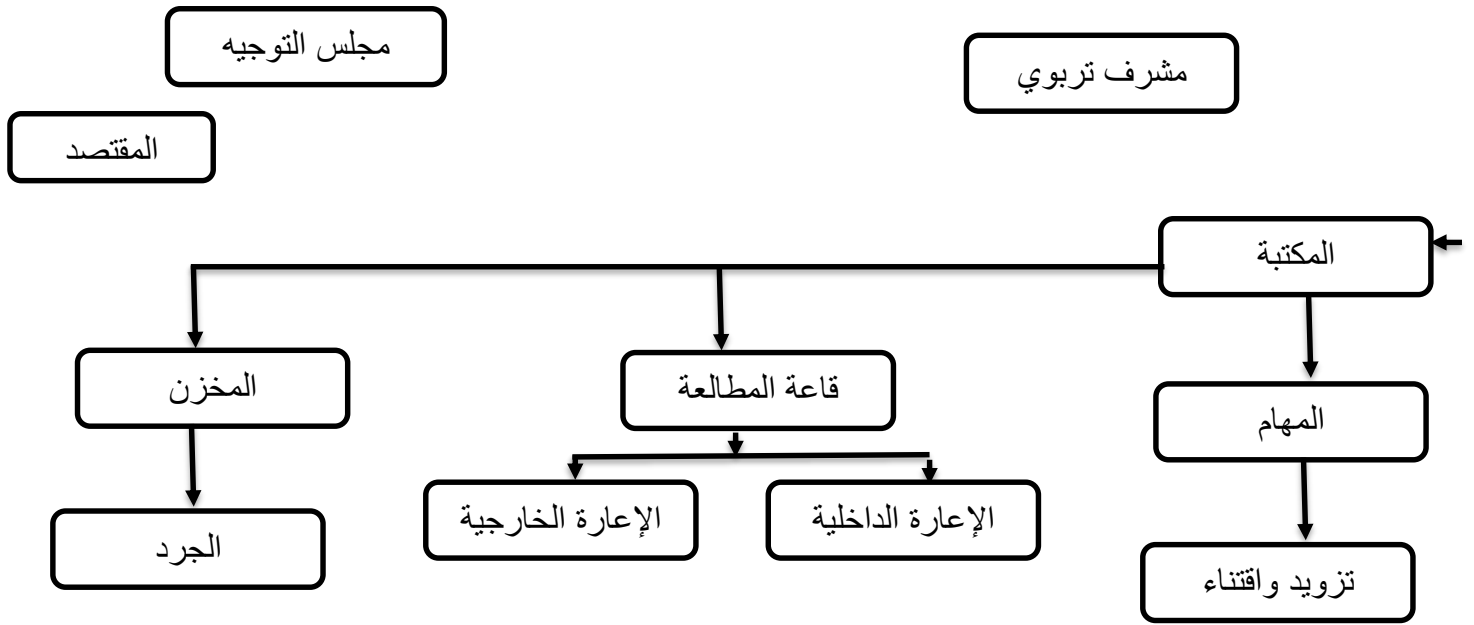 مجلس التوجيه
مشرف تربوي
المقتصد
المكتبة
المخزن
قاعة المطالعة
المهام
الإعارة الخارجية
الإعارة الداخلية
الجرد
تزويد واقتناء